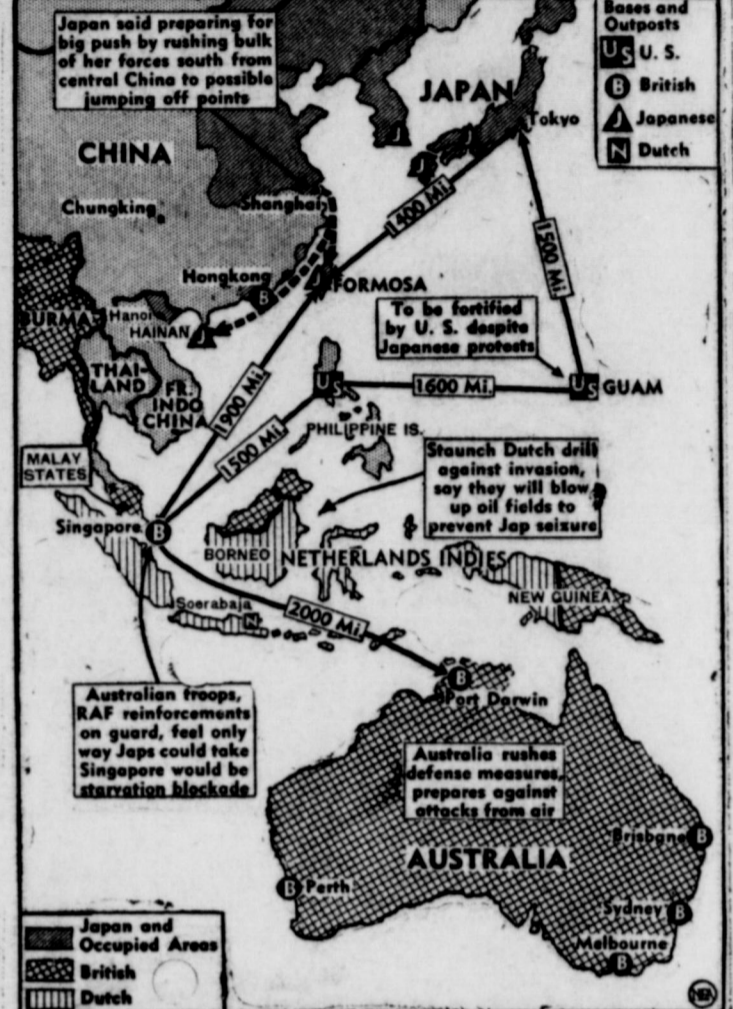 Japan said preparing for
big push by rushing bulk
of her forces south from
central China to possible
jumping off points
Bases and
Outposts
US U. S.
B British
J Japanese
N Dutch
JAPAN
Tokyo
J
J
J
CHINA
Chungking
Shanghai
1400 Mi.
1500 Mi.
Hongkong
B
J
FORMOSA
BURMA
Hanoi
HAINAN
J
To be fortified
by U. S. despite
Japanese protests
THAI-
LAND
FR.
INDO
CHINA
1900 Mi.
US
1600 Mi.
US
GUAM
1500 Mi.
PHILIPPINE IS.
MALAY
STATES
Staunch Dutch drill
against invasion,
say they will blow
up oil fields to
prevent Jap seizure
Singapore
B
BORNEO
NETHERLANDS INDIES
NEW GUINEA
Soerabaja
N
2000 Mi.
B
Port Darwin
Australian troops,
RAF reinforcements
on guard, feel only
way Japs could take
Singapore would be
starvation blockade
Australia rushes
defense measures,
prepares against
attacks from air
Brisbane B
AUSTRALIA
B Perth
Sydney B
Melbourne
B
Japan and
Occupied Areas
British
Dutch
NEA